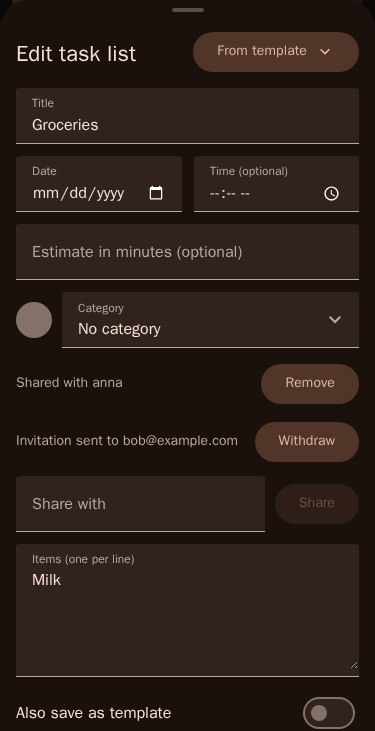 Edit task list
From template
Title
Groceries
Date
mm/dd/yyyy
Time (optional)
--:-- --
Estimate in minutes (optional)
Category
No category
Shared with anna
Remove
Invitation sent to bob@example.com
Withdraw
Share with
Share
Items (one per line)
Milk
Also save as template